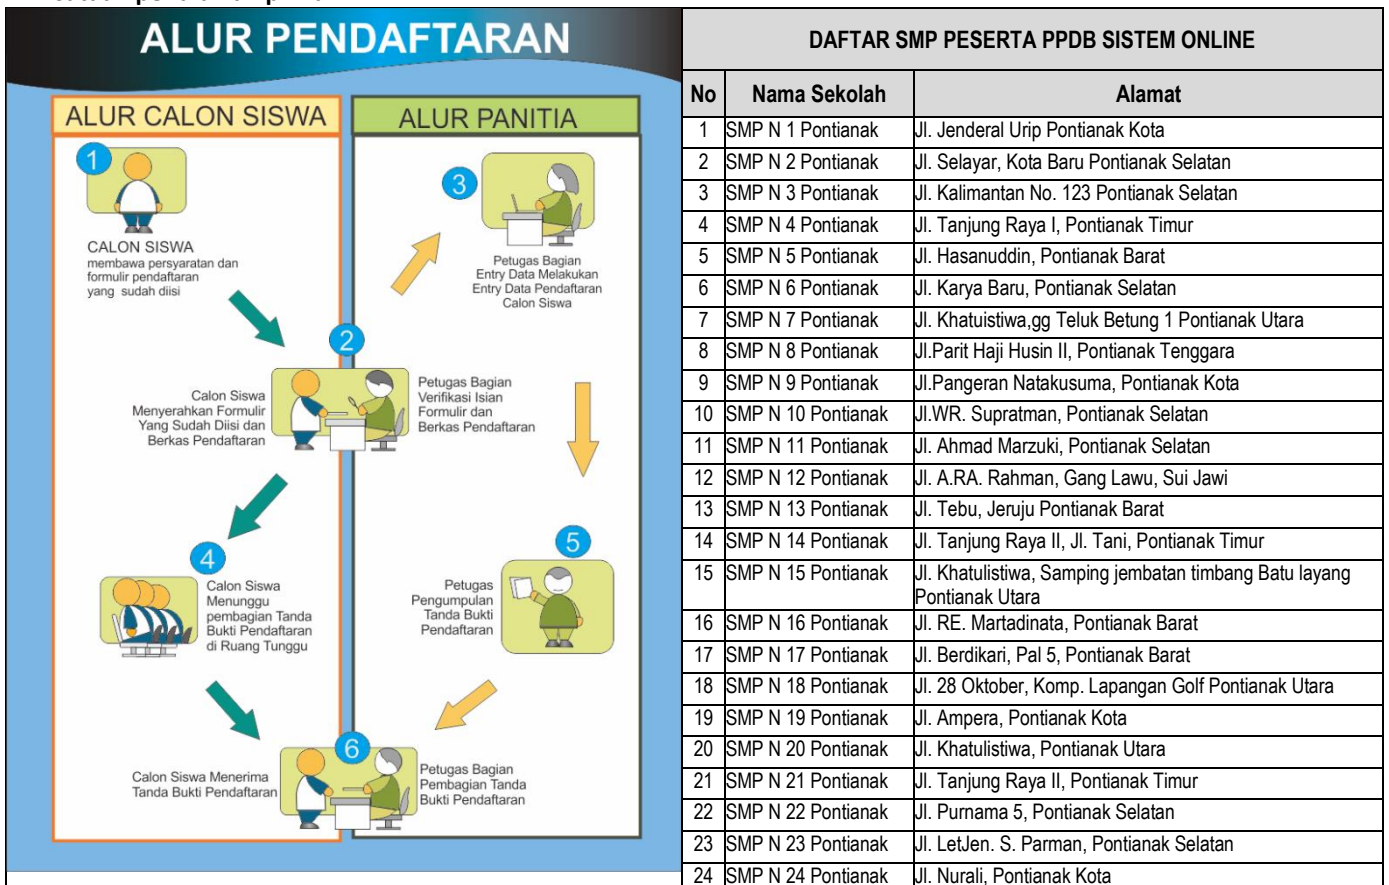 ALUR PENDAFTARAN
ALUR CALON SISWA
ALUR PANITIA
1
CALON SISWA
membawa persyaratan dan
formulir pendaftaran
yang sudah diisi
2
Calon Siswa
Menyerahkan Formulir
Yang Sudah Diisi dan
Berkas Pendaftaran
Petugas Bagian
Verifikasi Isian
Formulir dan
Berkas Pendaftaran
3
Petugas Bagian
Entry Data Melakukan
Entry Data Pendaftaran
Calon Siswa
4
Calon Siswa
Menunggu
pembagian Tanda
Bukti Pendaftaran
di Ruang Tunggu
5
Petugas
Pengumpulan
Tanda Bukti
Pendaftaran
6
Calon Siswa Menerima
Tanda Bukti Pendaftaran
Petugas Bagian
Pembagian Tanda
Bukti Pendaftaran
DAFTAR SMP PESERTA PPDB SISTEM ONLINE
No Nama Sekolah Alamat
1 SMP N 1 Pontianak Jl. Jenderal Urip Pontianak Kota
2 SMP N 2 Pontianak Jl. Selayar, Kota Baru Pontianak Selatan
3 SMP N 3 Pontianak Jl. Kalimantan No. 123 Pontianak Selatan
4 SMP N 4 Pontianak Jl. Tanjung Raya I, Pontianak Timur
5 SMP N 5 Pontianak Jl. Hasanuddin, Pontianak Barat
6 SMP N 6 Pontianak Jl. Karya Baru, Pontianak Selatan
7 SMP N 7 Pontianak Jl. Khatuistiwa,gg Teluk Betung 1 Pontianak Utara
8 SMP N 8 Pontianak Jl.Parit Haji Husin II, Pontianak Tenggara
9 SMP N 9 Pontianak Jl.Pangeran Natakusuma, Pontianak Kota
10 SMP N 10 Pontianak Jl.WR. Supratman, Pontianak Selatan
11 SMP N 11 Pontianak Jl. Ahmad Marzuki, Pontianak Selatan
12 SMP N 12 Pontianak Jl. A.RA. Rahman, Gang Lawu, Sui Jawi
13 SMP N 13 Pontianak Jl. Tebu, Jeruju Pontianak Barat
14 SMP N 14 Pontianak Jl. Tanjung Raya II, Jl. Tani, Pontianak Timur
15 SMP N 15 Pontianak Jl. Khatulistiwa, Samping jembatan timbang Batu layang
Pontianak Utara
16 SMP N 16 Pontianak Jl. RE. Martadinata, Pontianak Barat
17 SMP N 17 Pontianak Jl. Berdikari, Pal 5, Pontianak Barat
18 SMP N 18 Pontianak Jl. 28 Oktober, Komp. Lapangan Golf Pontianak Utara
19 SMP N 19 Pontianak Jl. Ampera, Pontianak Kota
20 SMP N 20 Pontianak Jl. Khatulistiwa, Pontianak Utara
21 SMP N 21 Pontianak Jl. Tanjung Raya II, Pontianak Timur
22 SMP N 22 Pontianak Jl. Purnama 5, Pontianak Selatan
23 SMP N 23 Pontianak Jl. LetJen. S. Parman, Pontianak Selatan
24 SMP N 24 Pontianak Jl. Nurali, Pontianak Kota